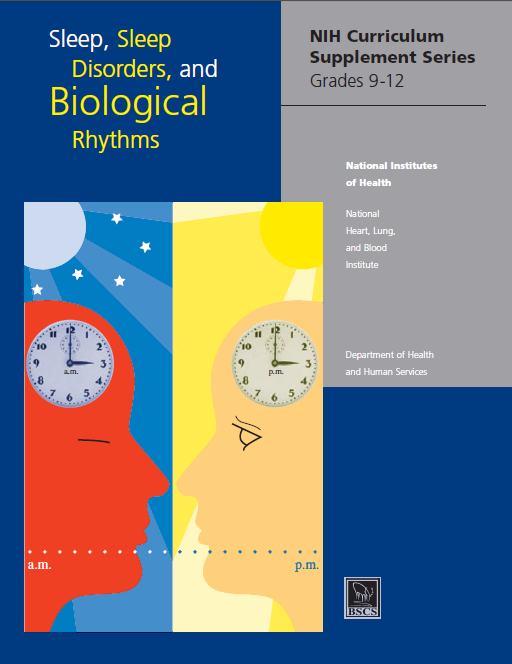 Sleep, Sleep
Disorders, and
Biological
Rhythms
NIH Curriculum
Supplement Series
Grades 9-12
National Institutes
of Health
National
Heart, Lung,
and Blood
Institute
Department of Health
and Human Services
12
11
1
10
2
9
3
8
4
7
5
6
a.m.
12
11
1
10
2
9
3
8
4
7
5
6
p.m.
a.m.
p.m.
BSCS